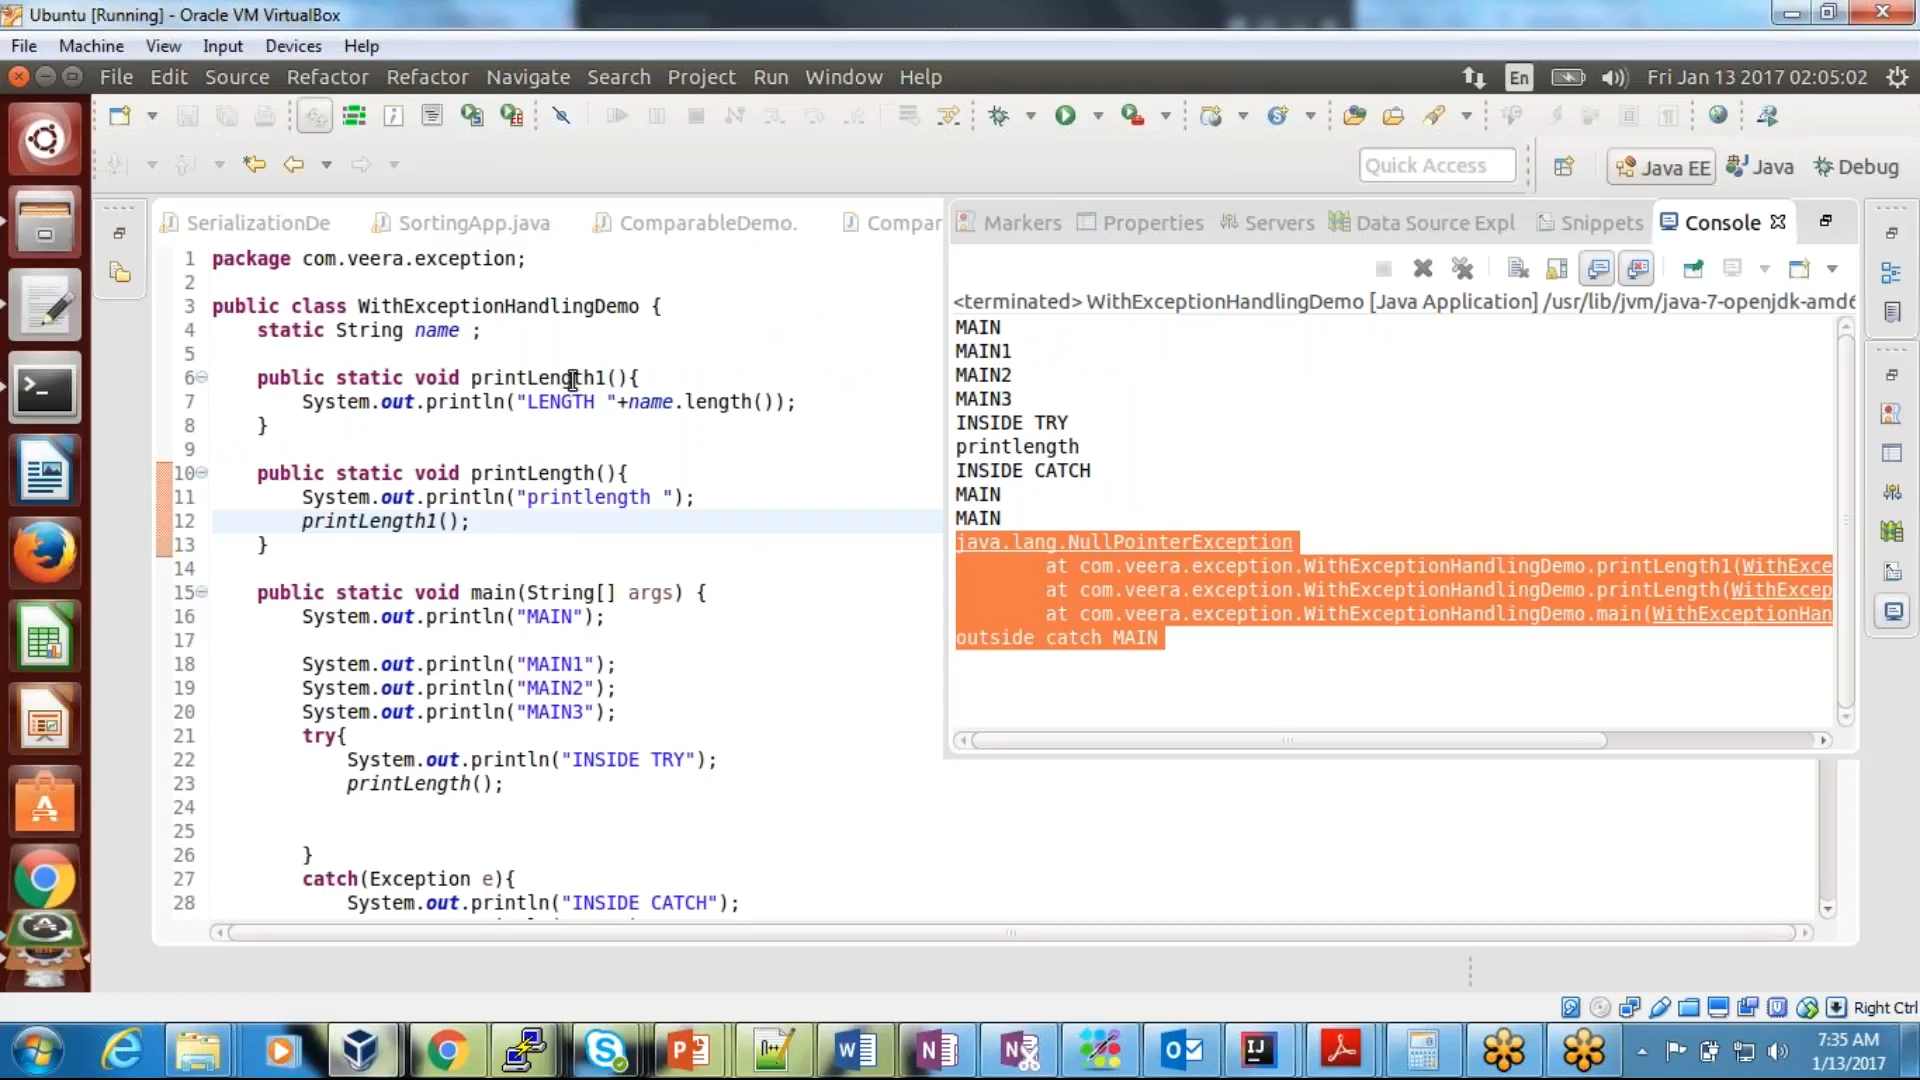 Ubuntu [Running] - Oracle VM VirtualBox
File Machine View Input Devices Help
File Edit Source Refactor Refactor Navigate Search Project Run Window Help
En
Fri Jan 13 2017 02:05:02
Quick Access
Java EE
Java
Debug
SerializationDe
SortingApp.java
ComparableDemo.
Compar
Markers
Properties
Servers
Data Source Expl
Snippets
Console
1 package com.veera.exception;
2
3 public class WithExceptionHandlingDemo {
4 static String name ;
5
6 public static void printLength1(){
7 System.out.println("LENGTH "+name.length());
8 }
9
10 public static void printLength(){
11 System.out.println("printlength ");
12 printLength1();
13 }
14
15 public static void main(String[] args) {
16 System.out.println("MAIN");
17
18 System.out.println("MAIN1");
19 System.out.println("MAIN2");
20 System.out.println("MAIN3");
21 try{
22 System.out.println("INSIDE TRY");
23 printLength();
24
25
26 }
27 catch(Exception e){
28 System.out.println("INSIDE CATCH");
<terminated> WithExceptionHandlingDemo [Java Application] /usr/lib/jvm/java-7-openjdk-amd6
MAIN
MAIN1
MAIN2
MAIN3
INSIDE TRY
printlength
INSIDE CATCH
MAIN
MAIN
java.lang.NullPointerException
at com.veera.exception.WithExceptionHandlingDemo.printLength1(WithExce
at com.veera.exception.WithExceptionHandlingDemo.printLength(WithExcep
at com.veera.exception.WithExceptionHandlingDemo.main(WithExceptionHan
outside catch MAIN
Right Ctrl
7:35 AM
1/13/2017